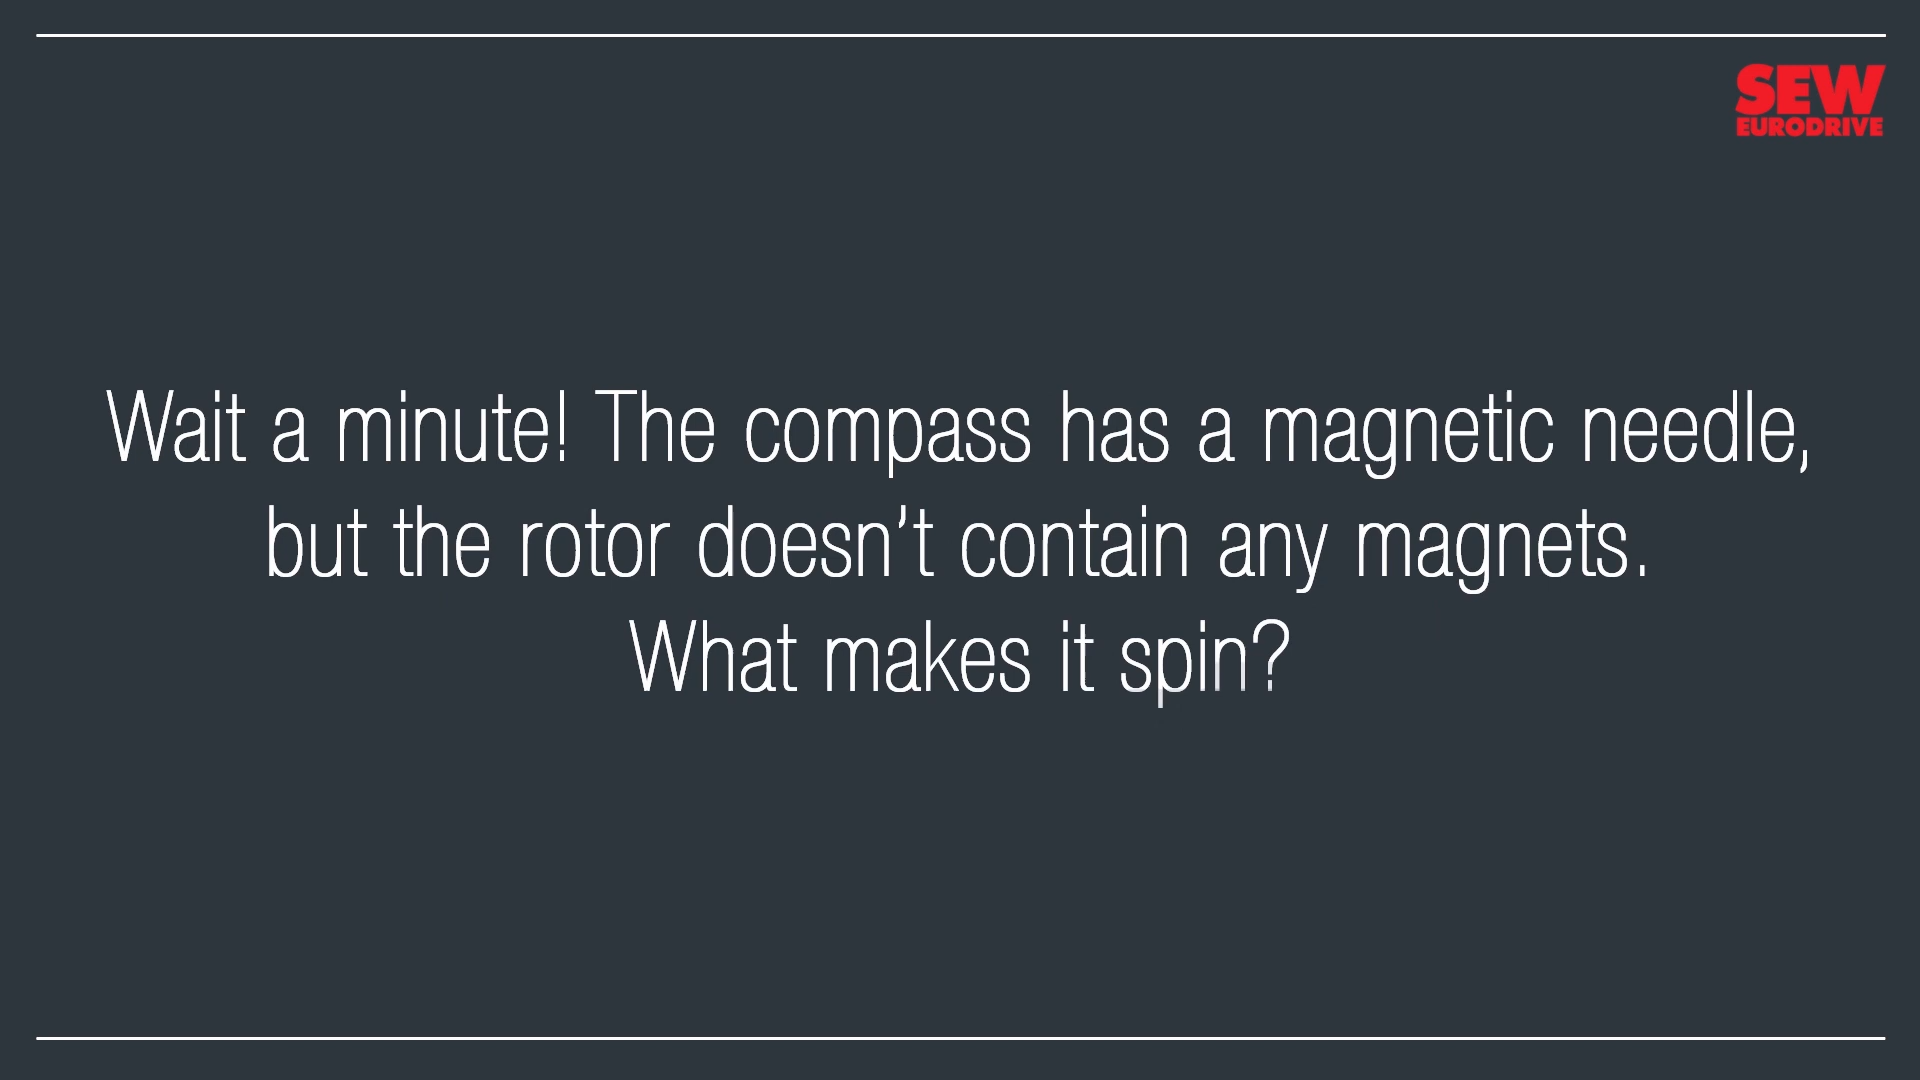 SEW
EURODRIVE
Wait a minute! The compass has a magnetic needle,
but the rotor doesn’t contain any magnets.
What makes it spin?